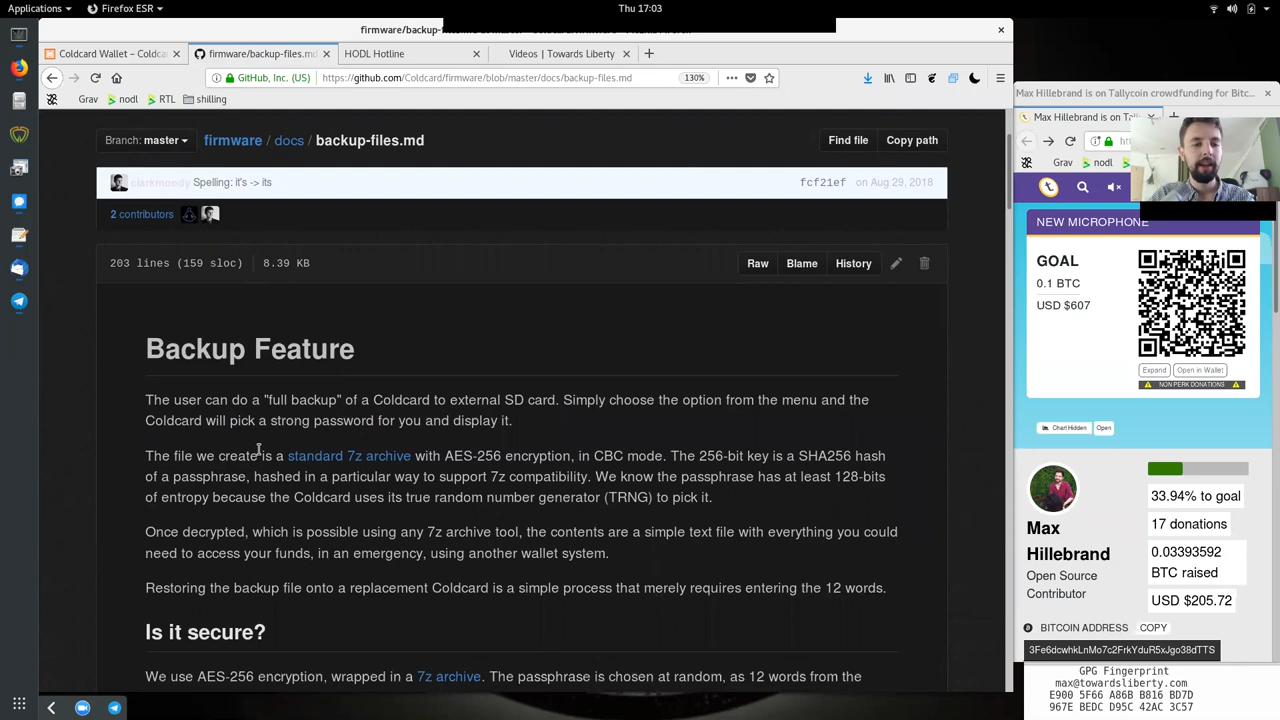 Applications
Firefox ESR
Thu 17:03
firmware/backup-
Coldcard Wallet – Coldca
firmware/backup-files.md
HODL Hotline
Videos | Towards Liberty
GitHub, Inc. (US)
https://github.com/Coldcard/firmware/blob/master/docs/backup-files.md
130%
Grav
nodl
RTL
shilling
Branch: master
firmware / docs / backup-files.md
Find file
Copy path
clarkmoody Spelling: it's -> its
fcf21ef on Aug 29, 2018
2 contributors
203 lines (159 sloc) | 8.39 KB
Raw
Blame
History
Backup Feature
The user can do a "full backup" of a Coldcard to external SD card. Simply choose the option from the menu and the
Coldcard will pick a strong password for you and display it.
The file we create is a standard 7z archive with AES-256 encryption, in CBC mode. The 256-bit key is a SHA256 hash
of a passphrase, hashed in a particular way to support 7z compatibility. We know the passphrase has at least 128-bits
of entropy because the Coldcard uses its true random number generator (TRNG) to pick it.
Once decrypted, which is possible using any 7z archive tool, the contents are a simple text file with everything you could
need to access your funds, in an emergency, using another wallet system.
Restoring the backup file onto a replacement Coldcard is a simple process that merely requires entering the 12 words.
Is it secure?
We use AES-256 encryption, wrapped in a 7z archive. The passphrase is chosen at random, as 12 words from the
Max Hillebrand is on Tallycoin crowdfunding for Bitc...
Max Hillebrand is on Tally
Grav
nodl
NEW MICROPHONE
GOAL
0.1 BTC
USD $607
Expand
Open in Wallet
NON PERK DONATIONS
Chart Hidden
Open
33.94% to goal
17 donations
0.03393592
BTC raised
USD $205.72
Max
Hillebrand
Open Source
Contributor
BITCOIN ADDRESS COPY
3Fe6dcwhkLnMo7c2FrkYduR5xJgo38dTTS
GPG Fingerprint
max@towardsliberty.com
E900 5F66 A86B B816 BD7D
967E BEDC D95C 42AC 3C57